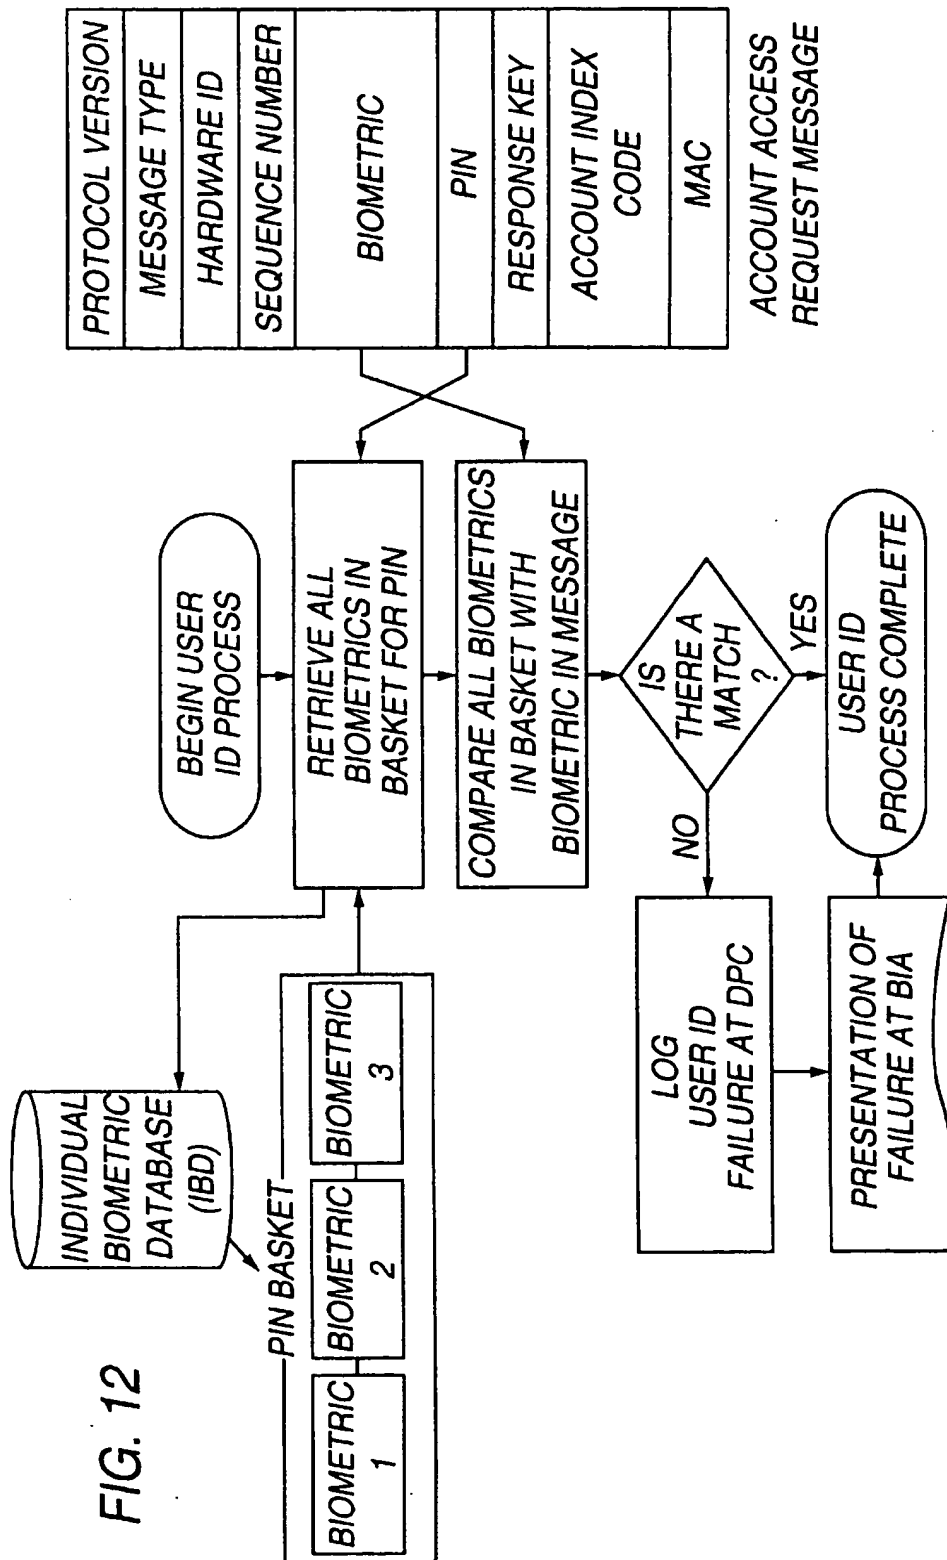 FIG. 12
INDIVIDUAL
BIOMETRIC
DATABASE
(IBD)
PIN BASKET
BIOMETRIC
1
BIOMETRIC
2
BIOMETRIC
3
BEGIN USER
ID PROCESS
RETRIEVE ALL
BIOMETRICS IN
BASKET FOR PIN
COMPARE ALL BIOMETRICS
IN BASKET WITH
BIOMETRIC IN MESSAGE
IS
THERE A
MATCH
?
NO
YES
LOG
USER ID
FAILURE AT DPC
PRESENTATION OF
FAILURE AT BIA
USER ID
PROCESS COMPLETE
PROTOCOL VERSION
MESSAGE TYPE
HARDWARE ID
SEQUENCE NUMBER
BIOMETRIC
PIN
RESPONSE KEY
ACCOUNT INDEX
CODE
MAC
ACCOUNT ACCESS
REQUEST MESSAGE